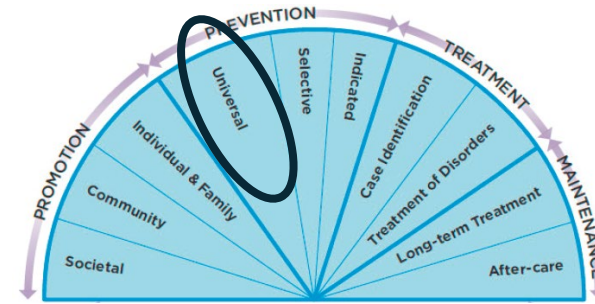 PROMOTION
PREVENTION
TREATMENT
MAINTENANCE
Societal
Community
Individual & Family
Universal
Selective
Indicated
Case Identification
Treatment of Disorders
Long-term Treatment
After-care